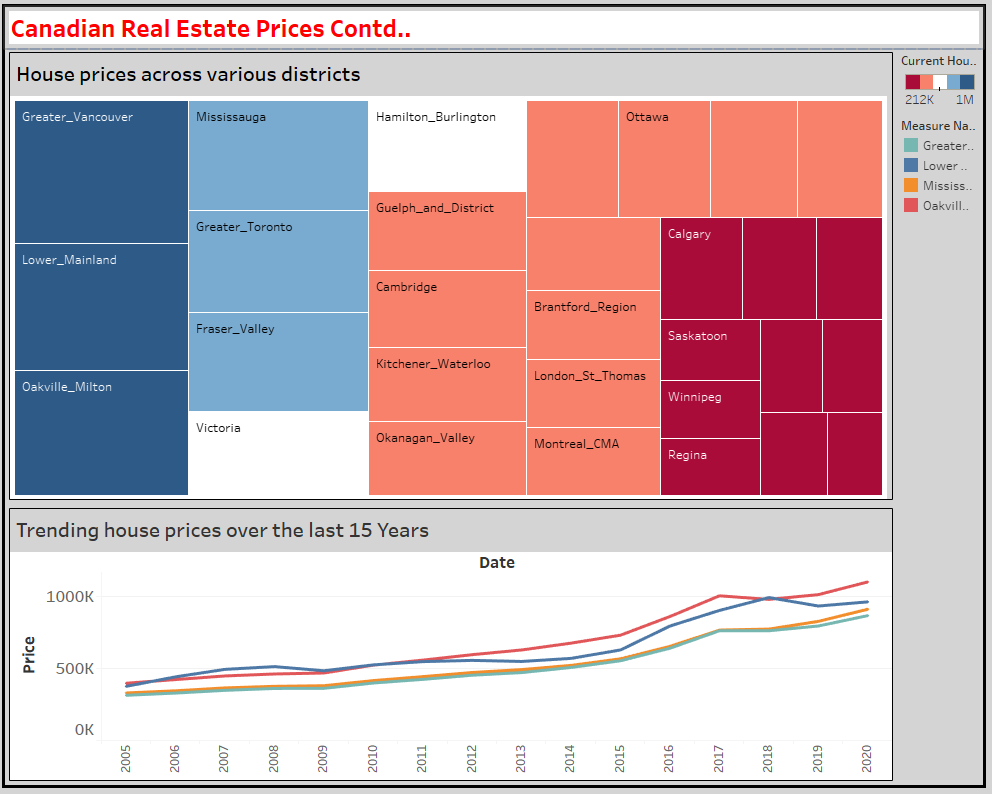 Canadian Real Estate Prices Contd..
House prices across various districts
Greater_Vancouver
Lower_Mainland
Oakville_Milton
Mississauga
Greater_Toronto
Fraser_Valley
Victoria
Hamilton_Burlington
Guelph_and_District
Cambridge
Kitchener_Waterloo
Okanagan_Valley
Ottawa
Brantford_Region
London_St_Thomas
Montreal_CMA
Calgary
Saskatoon
Winnipeg
Regina
Current Hou..
212K 1M
Measure Na..
Greater..
Lower ..
Mississ..
Oakvill..
Trending house prices over the last 15 Years
Date
Price
1000K
500K
0K
2005 2006 2007 2008 2009 2010 2011 2012 2013 2014 2015 2016 2017 2018 2019 2020